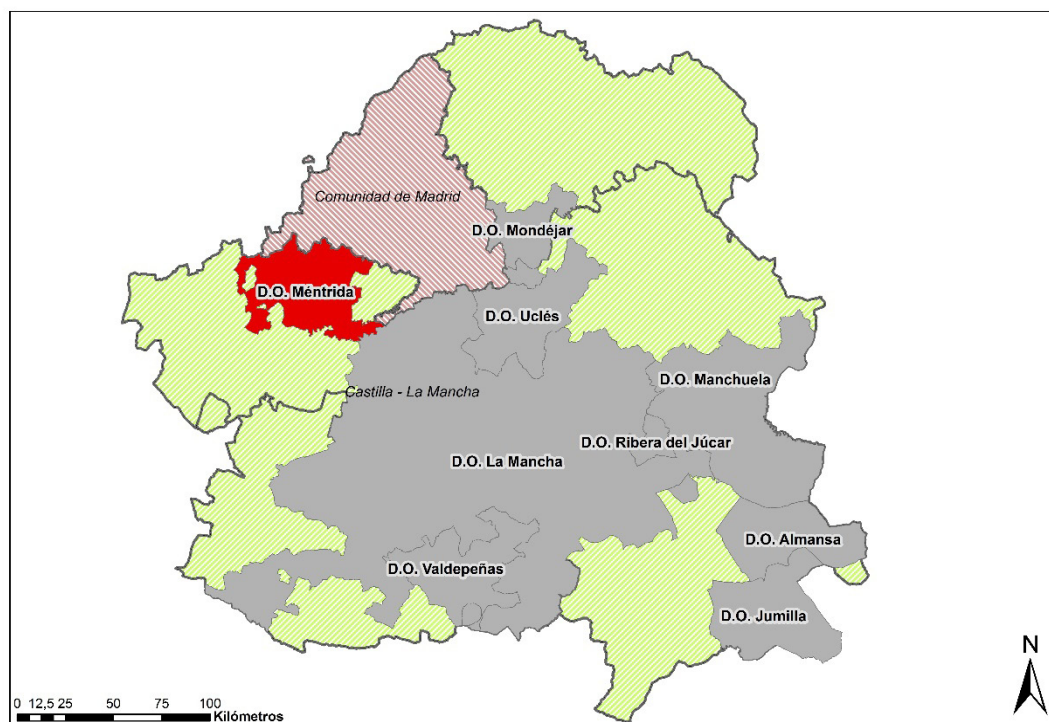 Comunidad de Madrid
D.O. Mondéjar
D.O. Méntrida
D.O. Uclés
D.O. Manchuela
Castilla - La Mancha
D.O. Ribera del Júcar
D.O. La Mancha
D.O. Almansa
D.O. Valdepeñas
D.O. Jumilla
N
0 12,5 25 50 75 100
Kilómetros